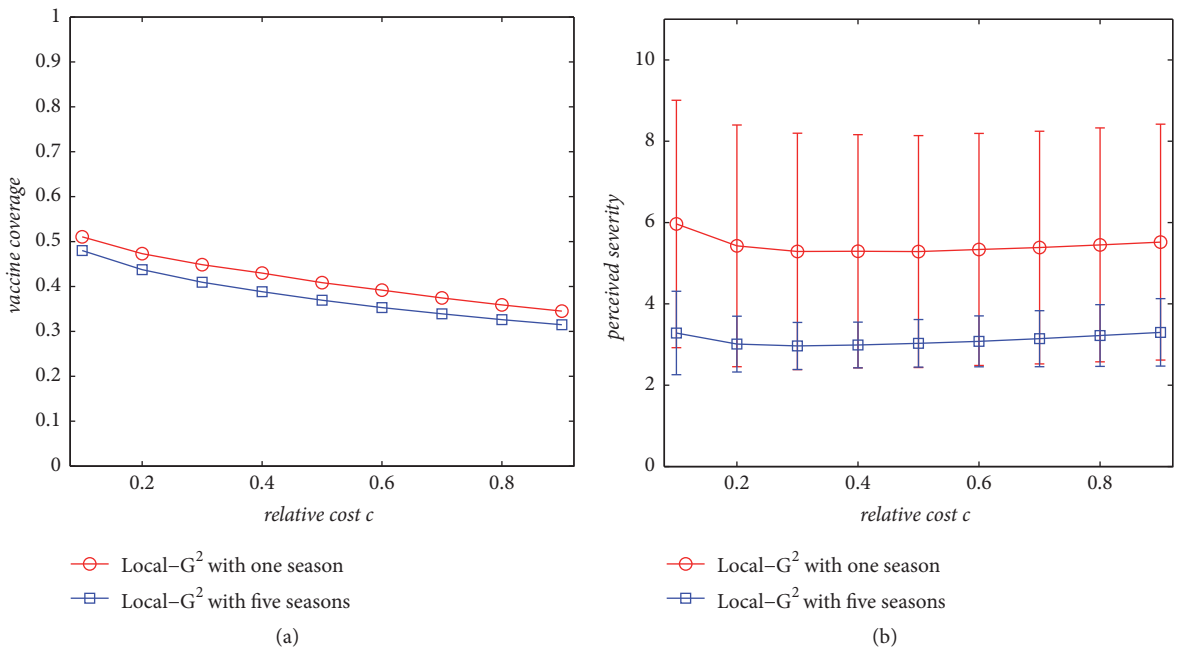 1
0.9
0.8
0.7
0.6
0.5
0.4
0.3
0.2
0.1
0
vaccine coverage
0.2 0.4 0.6 0.8
relative cost c
Local−G² with one season
Local−G² with five seasons
(a)
10
8
6
4
2
0
perceived severity
0.2 0.4 0.6 0.8
relative cost c
Local−G² with one season
Local−G² with five seasons
(b)